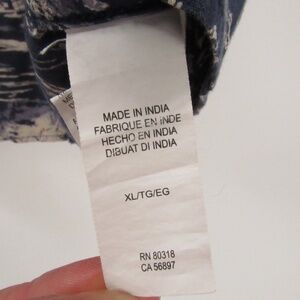 MADE IN INDIA
FABRIQUE EN INDE
HECHO EN INDIA
DIBUAT DI INDIA
XL/TG/EG
RN 80318
CA 56897